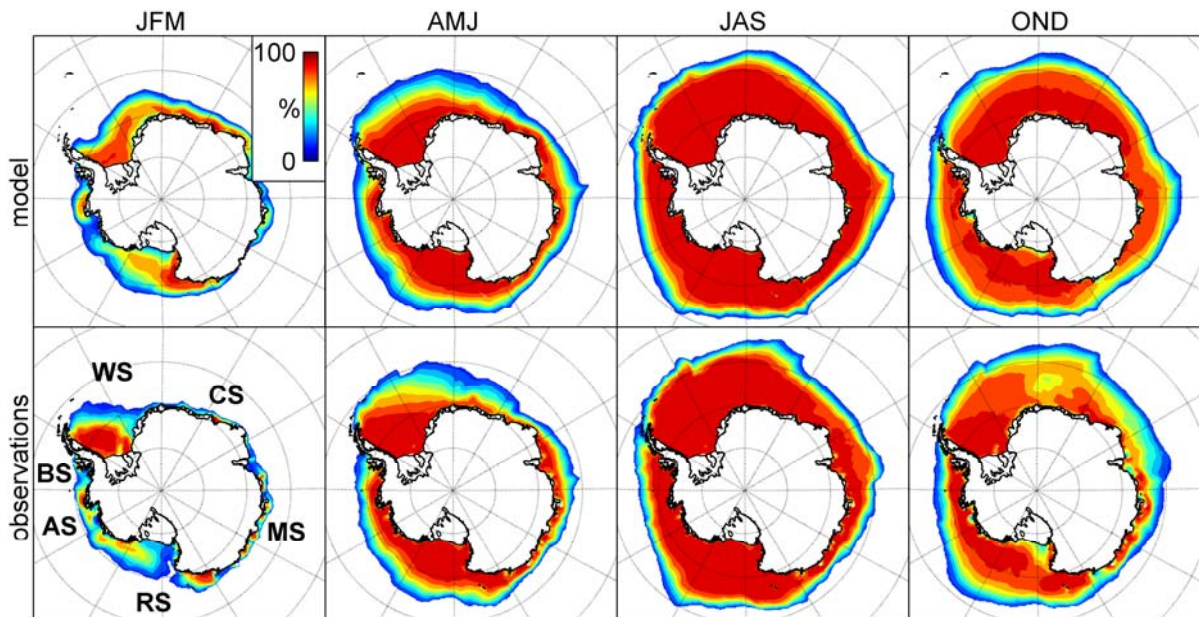 JFM AMJ JAS OND
100
%
0
model
WS
CS
BS
AS
MS
RS
observations